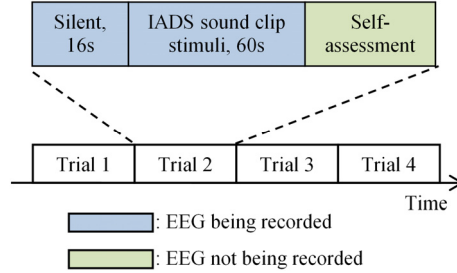 Silent,
16s
IADS sound clip
stimuli, 60s
Self-
assessment
Trial 1
Trial 2
Trial 3
Trial 4
Time
: EEG being recorded
: EEG not being recorded